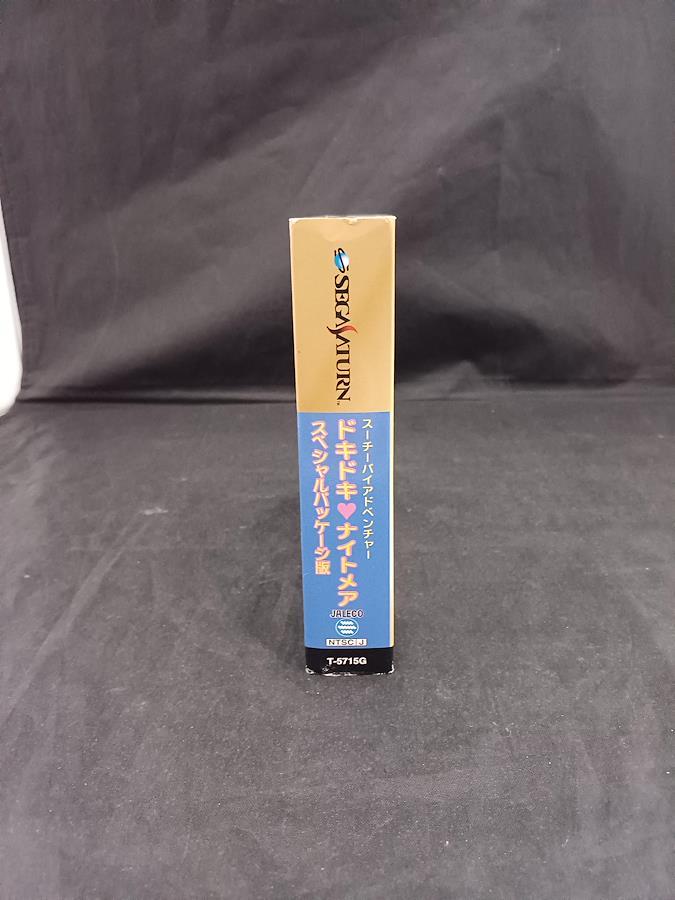 SEGA SATURN™
スーチーパイアドベンチャー
ドキドキ♥ナイトメア
スペシャルパッケージ版
JALECO
NTSC J
T-5715G